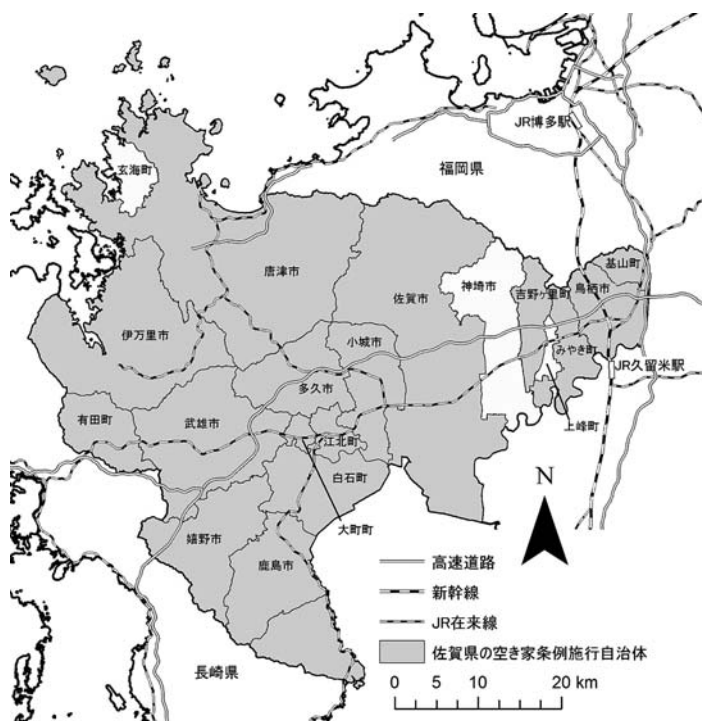 JR博多駅
玄海町
福岡県
基山町
唐津市
神埼市
吉野ヶ里町
鳥栖市
佐賀市
伊万里市
小城市
みやき町
JR久留米駅
多久市
有田町
武雄市
江北町
上峰町
白石町
N
大町町
嬉野市
鹿島市
高速道路
新幹線
JR在来線
佐賀県の空き家条例施行自治体
長崎県
0 5 10 20 km